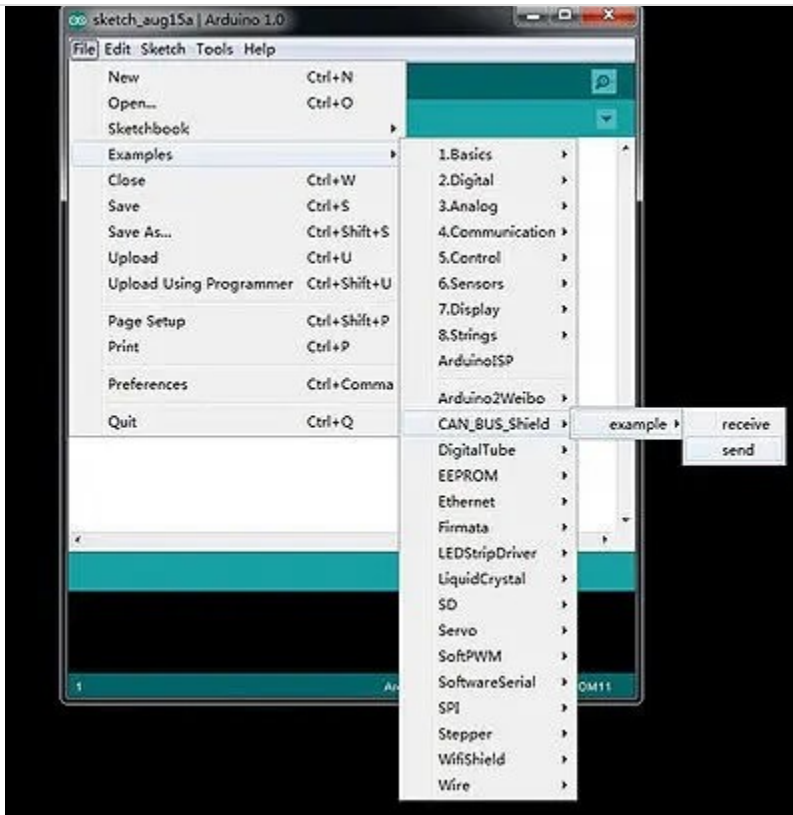 sketch_aug15a | Arduino 1.0
File Edit Sketch Tools Help
New Ctrl+N
Open... Ctrl+O
Sketchbook
Examples
Close Ctrl+W
Save Ctrl+S
Save As... Ctrl+Shift+S
Upload Ctrl+U
Upload Using Programmer Ctrl+Shift+U
Page Setup Ctrl+Shift+P
Print Ctrl+P
Preferences Ctrl+Comma
Quit Ctrl+Q
1.Basics
2.Digital
3.Analog
4.Communication
5.Control
6.Sensors
7.Display
8.Strings
ArduinoISP
Arduino2Weibo
CAN_BUS_Shield
DigitalTube
EEPROM
Ethernet
Firmata
LEDStripDriver
LiquidCrystal
SD
Servo
SoftPWM
SoftwareSerial
SPI
Stepper
WifiShield
Wire
example
receive
send
1 Ar OM11